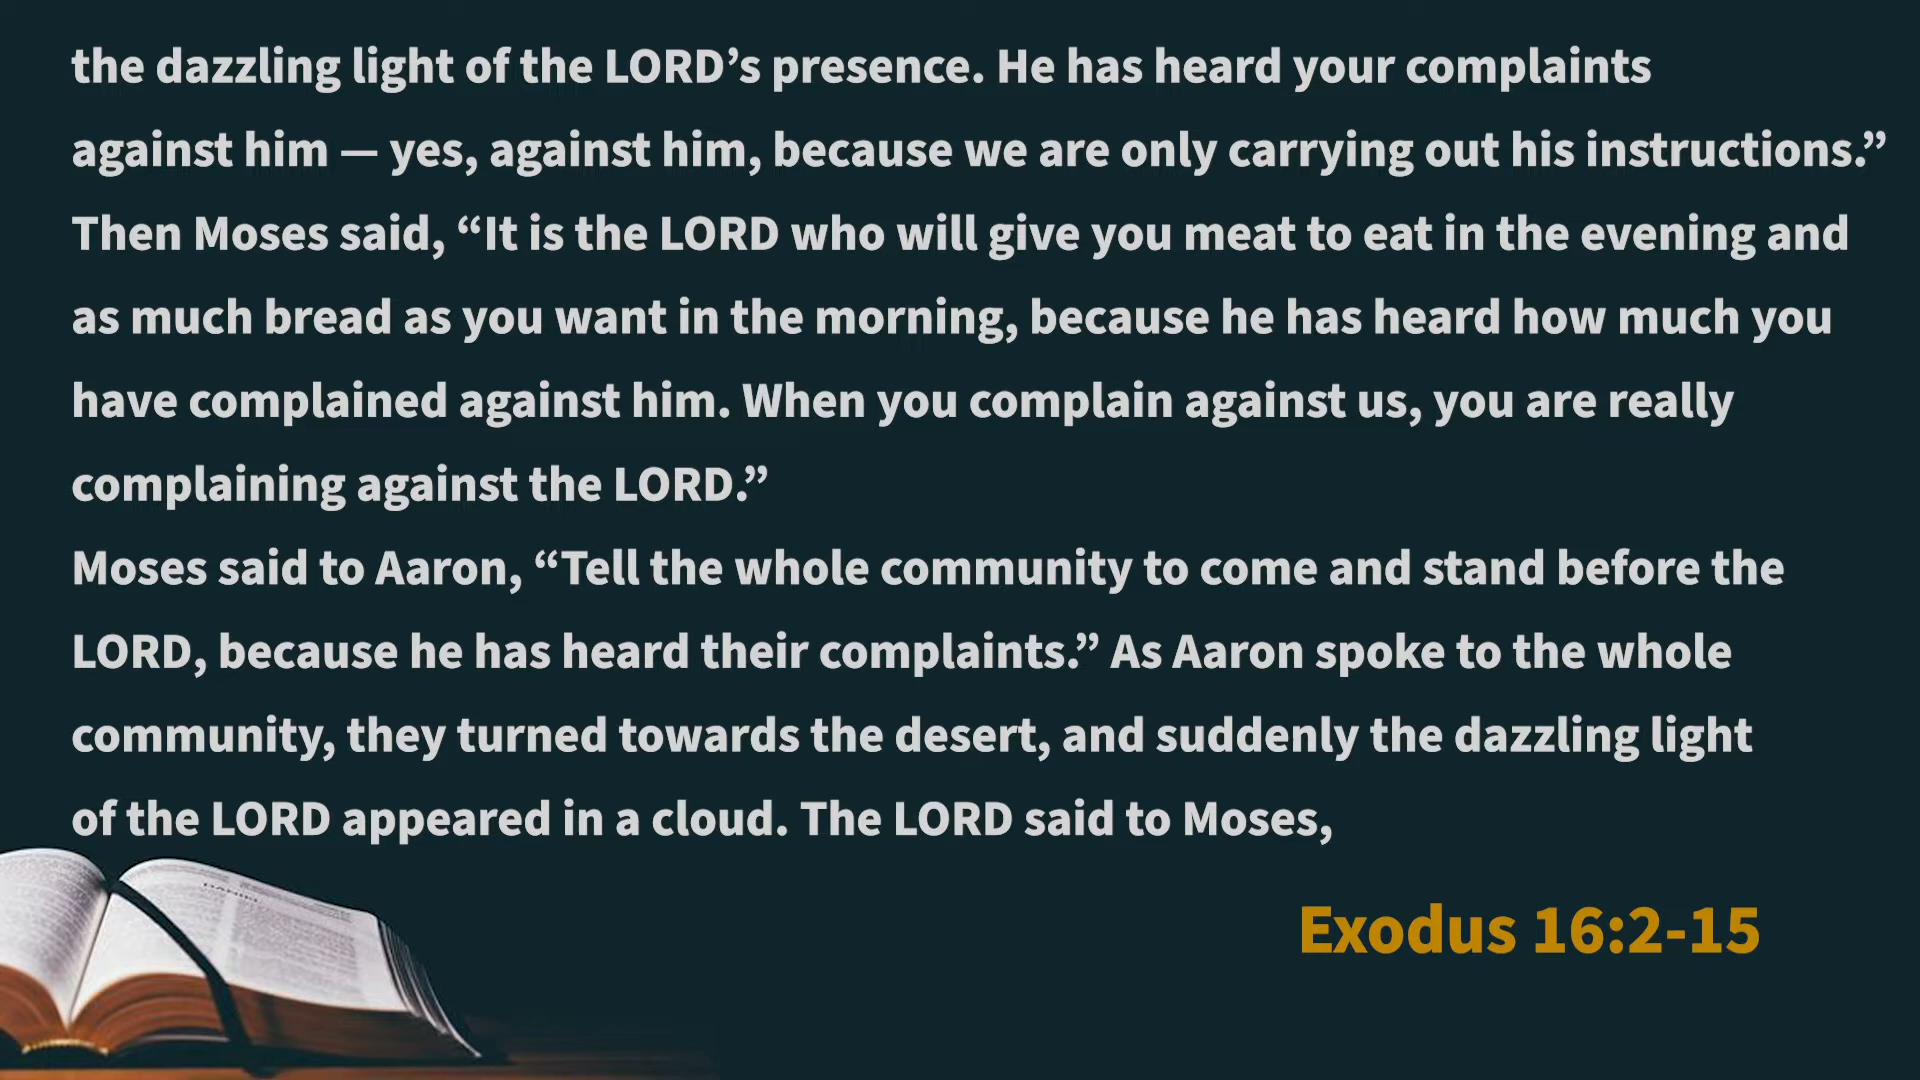 the dazzling light of the LORD’s presence. He has heard your complaints
against him — yes, against him, because we are only carrying out his instructions.”
Then Moses said, “It is the LORD who will give you meat to eat in the evening and
as much bread as you want in the morning, because he has heard how much you
have complained against him. When you complain against us, you are really
complaining against the LORD.”
Moses said to Aaron, “Tell the whole community to come and stand before the
LORD, because he has heard their complaints.” As Aaron spoke to the whole
community, they turned towards the desert, and suddenly the dazzling light
of the LORD appeared in a cloud. The LORD said to Moses,
DANIEL
Exodus 16:2-15